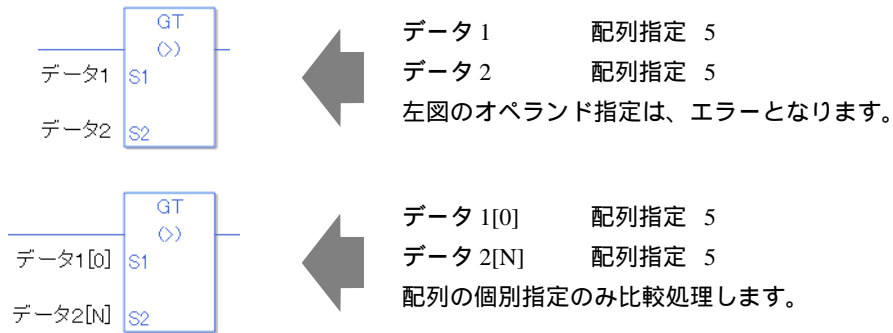 GT
(>)
データ1 S1
データ2 S2
データ 1 配列指定 5
データ 2 配列指定 5
左図のオペランド指定は、エラーとなります。
GT
(>)
データ1[0] S1
データ2[N] S2
データ 1[0] 配列指定 5
データ 2[N] 配列指定 5
配列の個別指定のみ比較処理します。